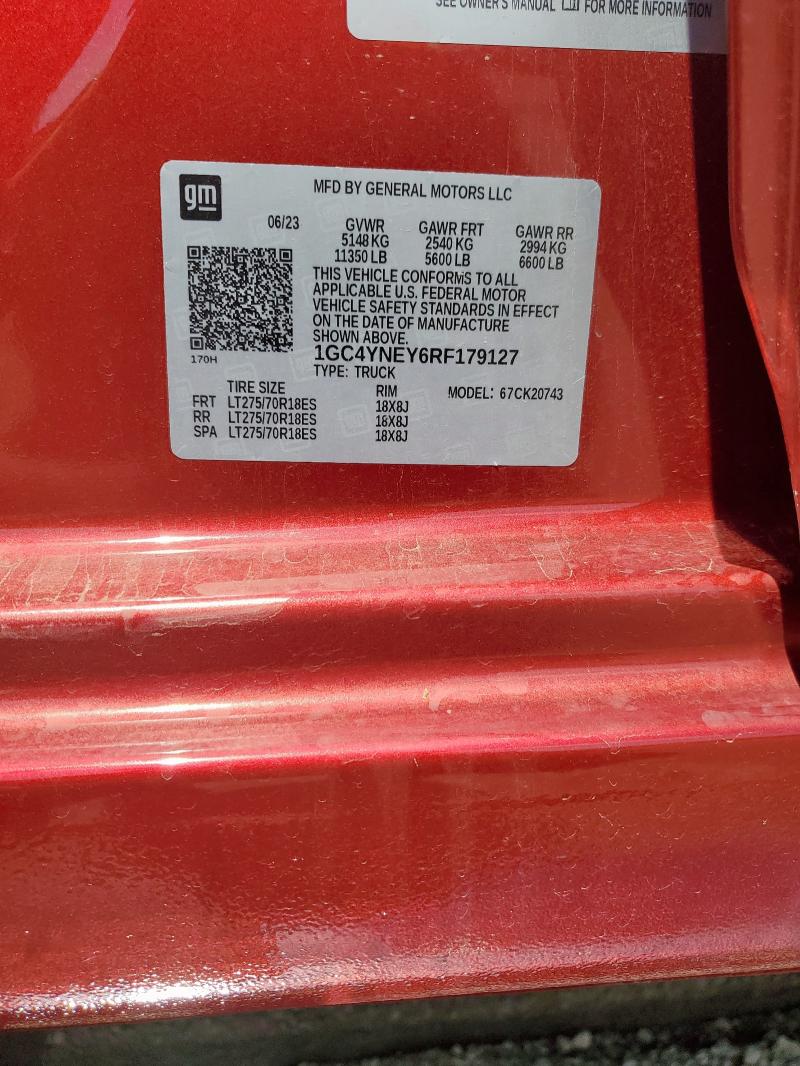 SEE OWNER'S MANUAL FOR MORE INFORMATION
gm
MFD BY GENERAL MOTORS LLC
06/23 GVWR GAWR FRT GAWR RR
5148 KG 2540 KG 2994 KG
11350 LB 5600 LB 6600 LB
THIS VEHICLE CONFORMS TO ALL
APPLICABLE U.S. FEDERAL MOTOR
VEHICLE SAFETY STANDARDS IN EFFECT
ON THE DATE OF MANUFACTURE
SHOWN ABOVE.
170H
1GC4YNEY6RF179127
TYPE: TRUCK
TIRE SIZE RIM MODEL: 67CK20743
FRT LT275/70R18ES 18X8J
RR LT275/70R18ES 18X8J
SPA LT275/70R18ES 18X8J